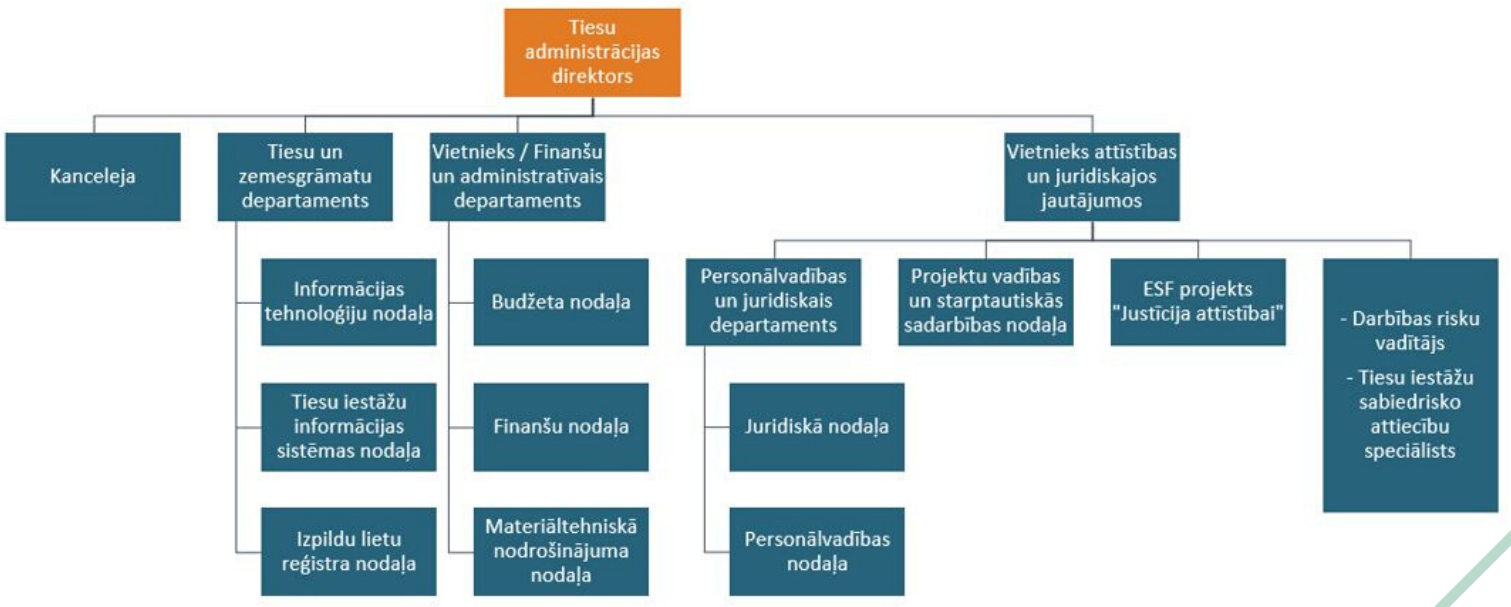 Tiesu
administrācijas
direktors
Kanceleja
Tiesu un
zemesgrāmatu
departaments
Vietnieks / Finanšu
un administratīvais
departaments
Vietnieks attīstības
un juridiskajos
jautājumos
Informācijas
tehnoloģiju nodaļa
Budžeta nodaļa
Personālvadības
un juridiskais
departaments
Projektu vadības
un starptautiskās
sadarbības nodaļa
ESF projekts
"Justīcija attīstībai"
- Darbības risku
vadītājs
- Tiesu iestāžu
sabiedrisko
attiecību
speciālists
Tiesu iestāžu
informācijas
sistēmas nodaļa
Finanšu nodaļa
Juridiskā nodaļa
Izpildu lietu
reģistra nodaļa
Materiāltehniskā
nodrošinājuma
nodaļa
Personālvadības
nodaļa